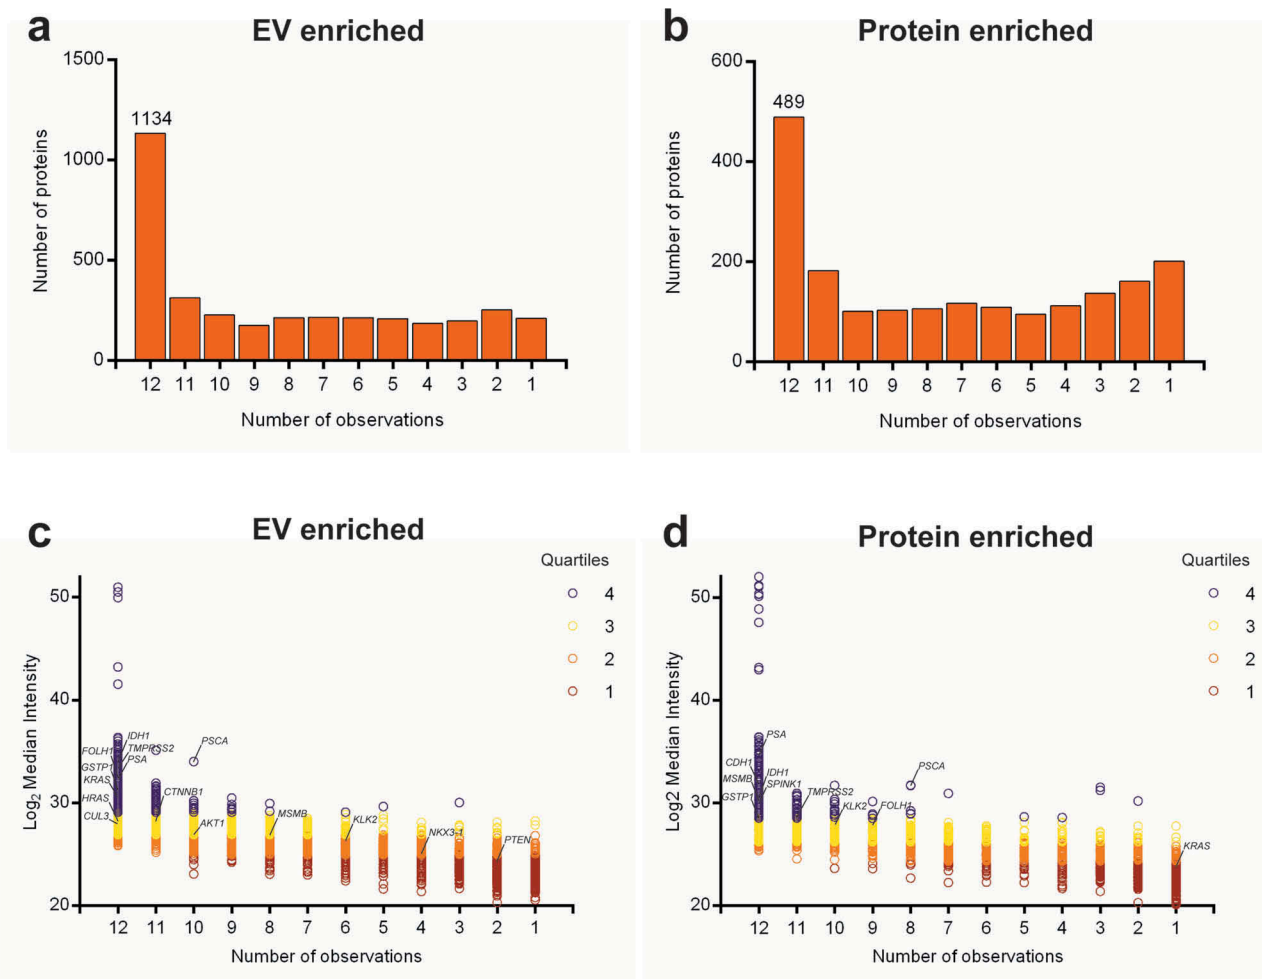 a
EV enriched
1500
1000
500
0
1134
Number of proteins
12 11 10 9 8 7 6 5 4 3 2 1
Number of observations
b
Protein enriched
600
400
200
0
489
Number of proteins
12 11 10 9 8 7 6 5 4 3 2 1
Number of observations
c
EV enriched
Quartiles
4
3
2
1
50
40
30
20
Log2 Median Intensity
IDH1
FOLH1
TMPRSS2
PSA
GSTP1
KRAS
HRAS
CUL3
CTNNB1
PSCA
AKT1
MSMB
KLK2
NKX3-1
PTEN
12 11 10 9 8 7 6 5 4 3 2 1
Number of observations
d
Protein enriched
Quartiles
4
3
2
1
50
40
30
20
Log2 Median Intensity
PSA
CDH1
IDH1
MSMB
SPINK1
GSTP1
TMPRSS2
KLK2
FOLH1
PSCA
KRAS
12 11 10 9 8 7 6 5 4 3 2 1
Number of observations